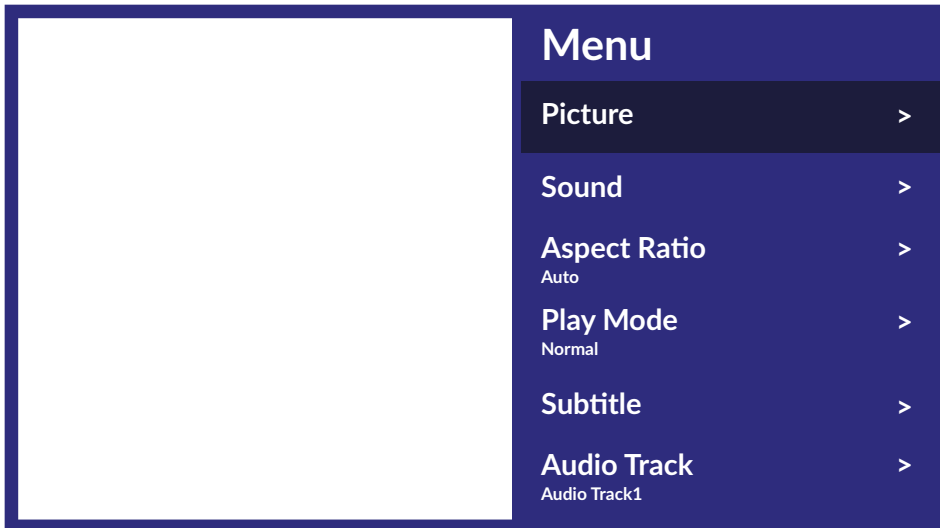 Menu
Picture >
Sound >
Aspect Ratio >
Auto
Play Mode >
Normal
Subtitle >
Audio Track >
Audio Track1